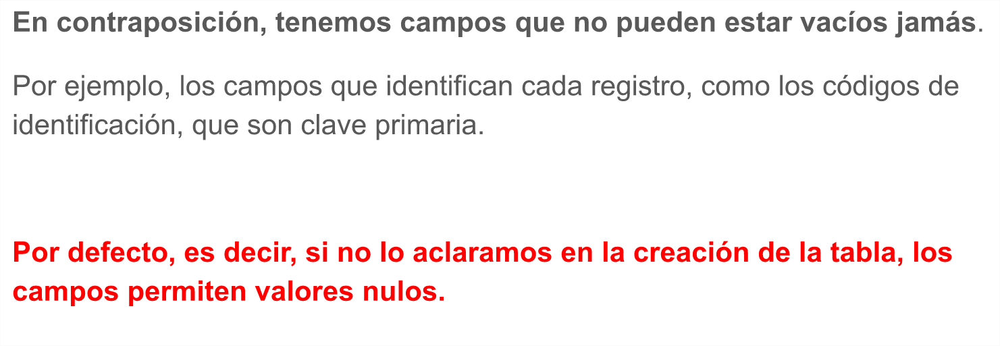 En contraposición, tenemos campos que no pueden estar vacíos jamás.
Por ejemplo, los campos que identifican cada registro, como los códigos de
identificación, que son clave primaria.
Por defecto, es decir, si no lo aclaramos en la creación de la tabla, los
campos permiten valores nulos.